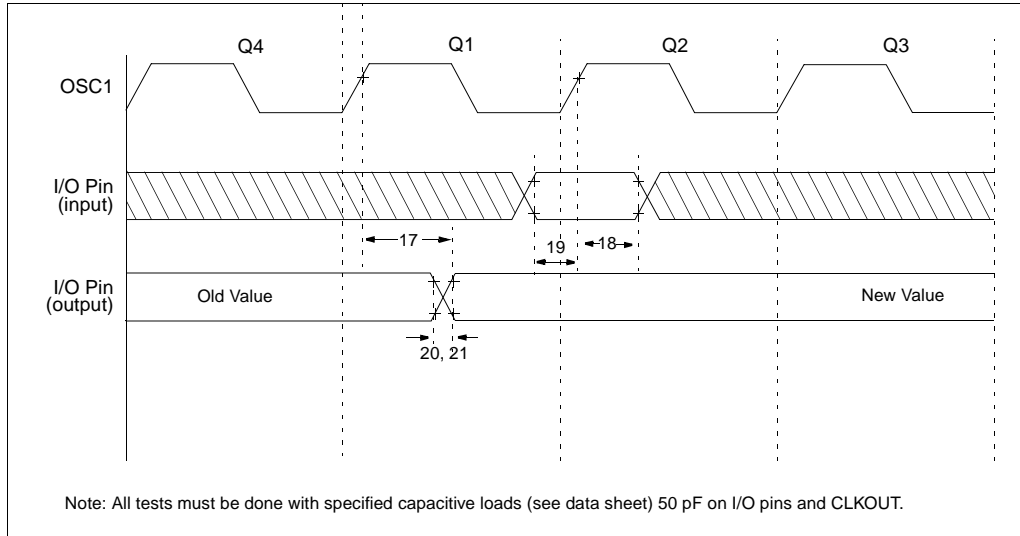 Q4 Q1 Q2 Q3
OSC1
I/O Pin
(input)
17
19
18
I/O Pin
(output)
Old Value
New Value
20, 21
Note: All tests must be done with specified capacitive loads (see data sheet) 50 pF on I/O pins and CLKOUT.